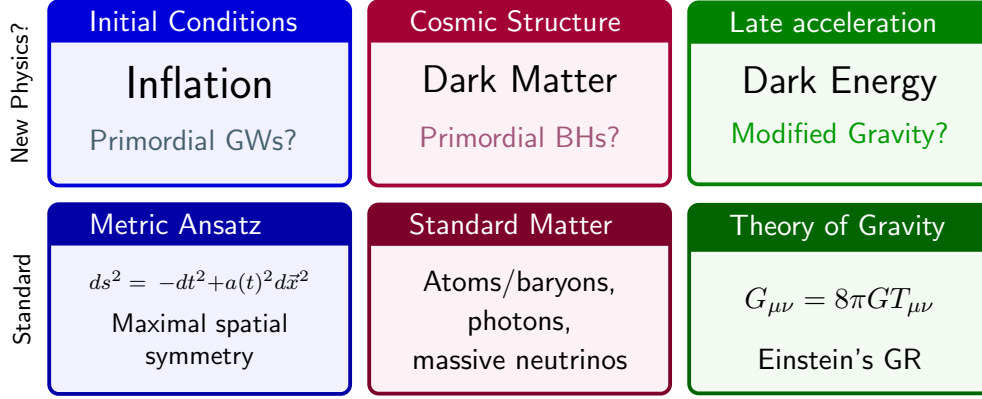 New Physics?
Initial Conditions
Inflation
Primordial GWs?
Cosmic Structure
Dark Matter
Primordial BHs?
Late acceleration
Dark Energy
Modified Gravity?
Standard
Metric Ansatz
ds² = −dt²+a(t)²dx⃗²
Maximal spatial
symmetry
Standard Matter
Atoms/baryons,
photons,
massive neutrinos
Theory of Gravity
Gμν = 8πGTμν
Einstein's GR